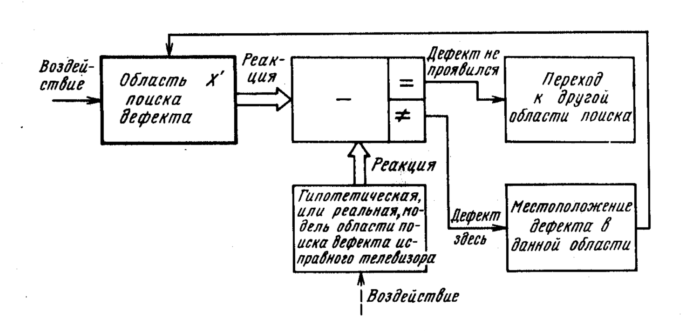 Воздей-
ствие
Область X′
поиска
дефекта
Реак-
ция
−
=
≠
Дефект не
проявился
Переход
к другой
области поиска
Реакция
Гипотетическая,
или реальная, мо-
дель области по-
иска дефекта ис-
правного телевизора
Дефект
здесь
Местоположение
дефекта в
данной области
Воздействие